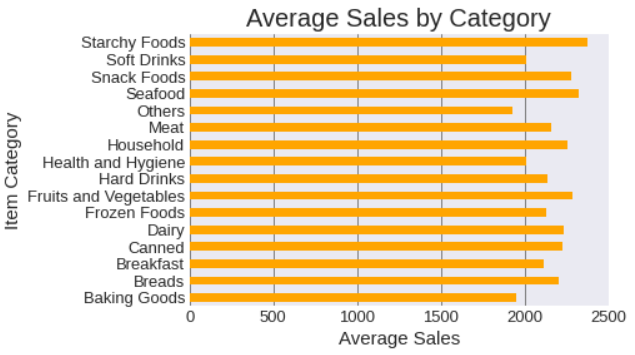 Average Sales by Category
Item Category
Starchy Foods
Soft Drinks
Snack Foods
Seafood
Others
Meat
Household
Health and Hygiene
Hard Drinks
Fruits and Vegetables
Frozen Foods
Dairy
Canned
Breakfast
Breads
Baking Goods
0 500 1000 1500 2000 2500
Average Sales